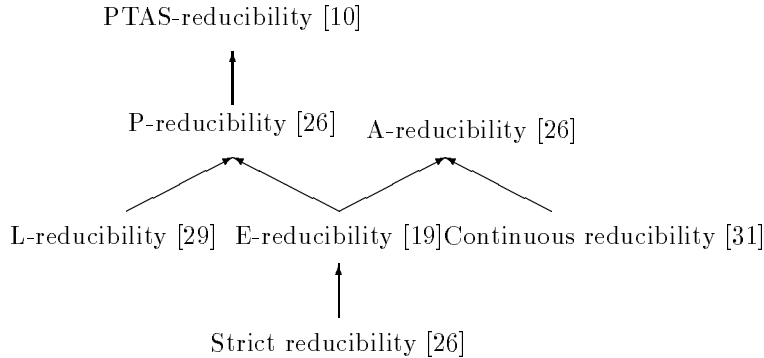 PTAS-reducibility [10]
P-reducibility [26]
A-reducibility [26]
L-reducibility [29] E-reducibility [19]Continuous reducibility [31]
Strict reducibility [26]